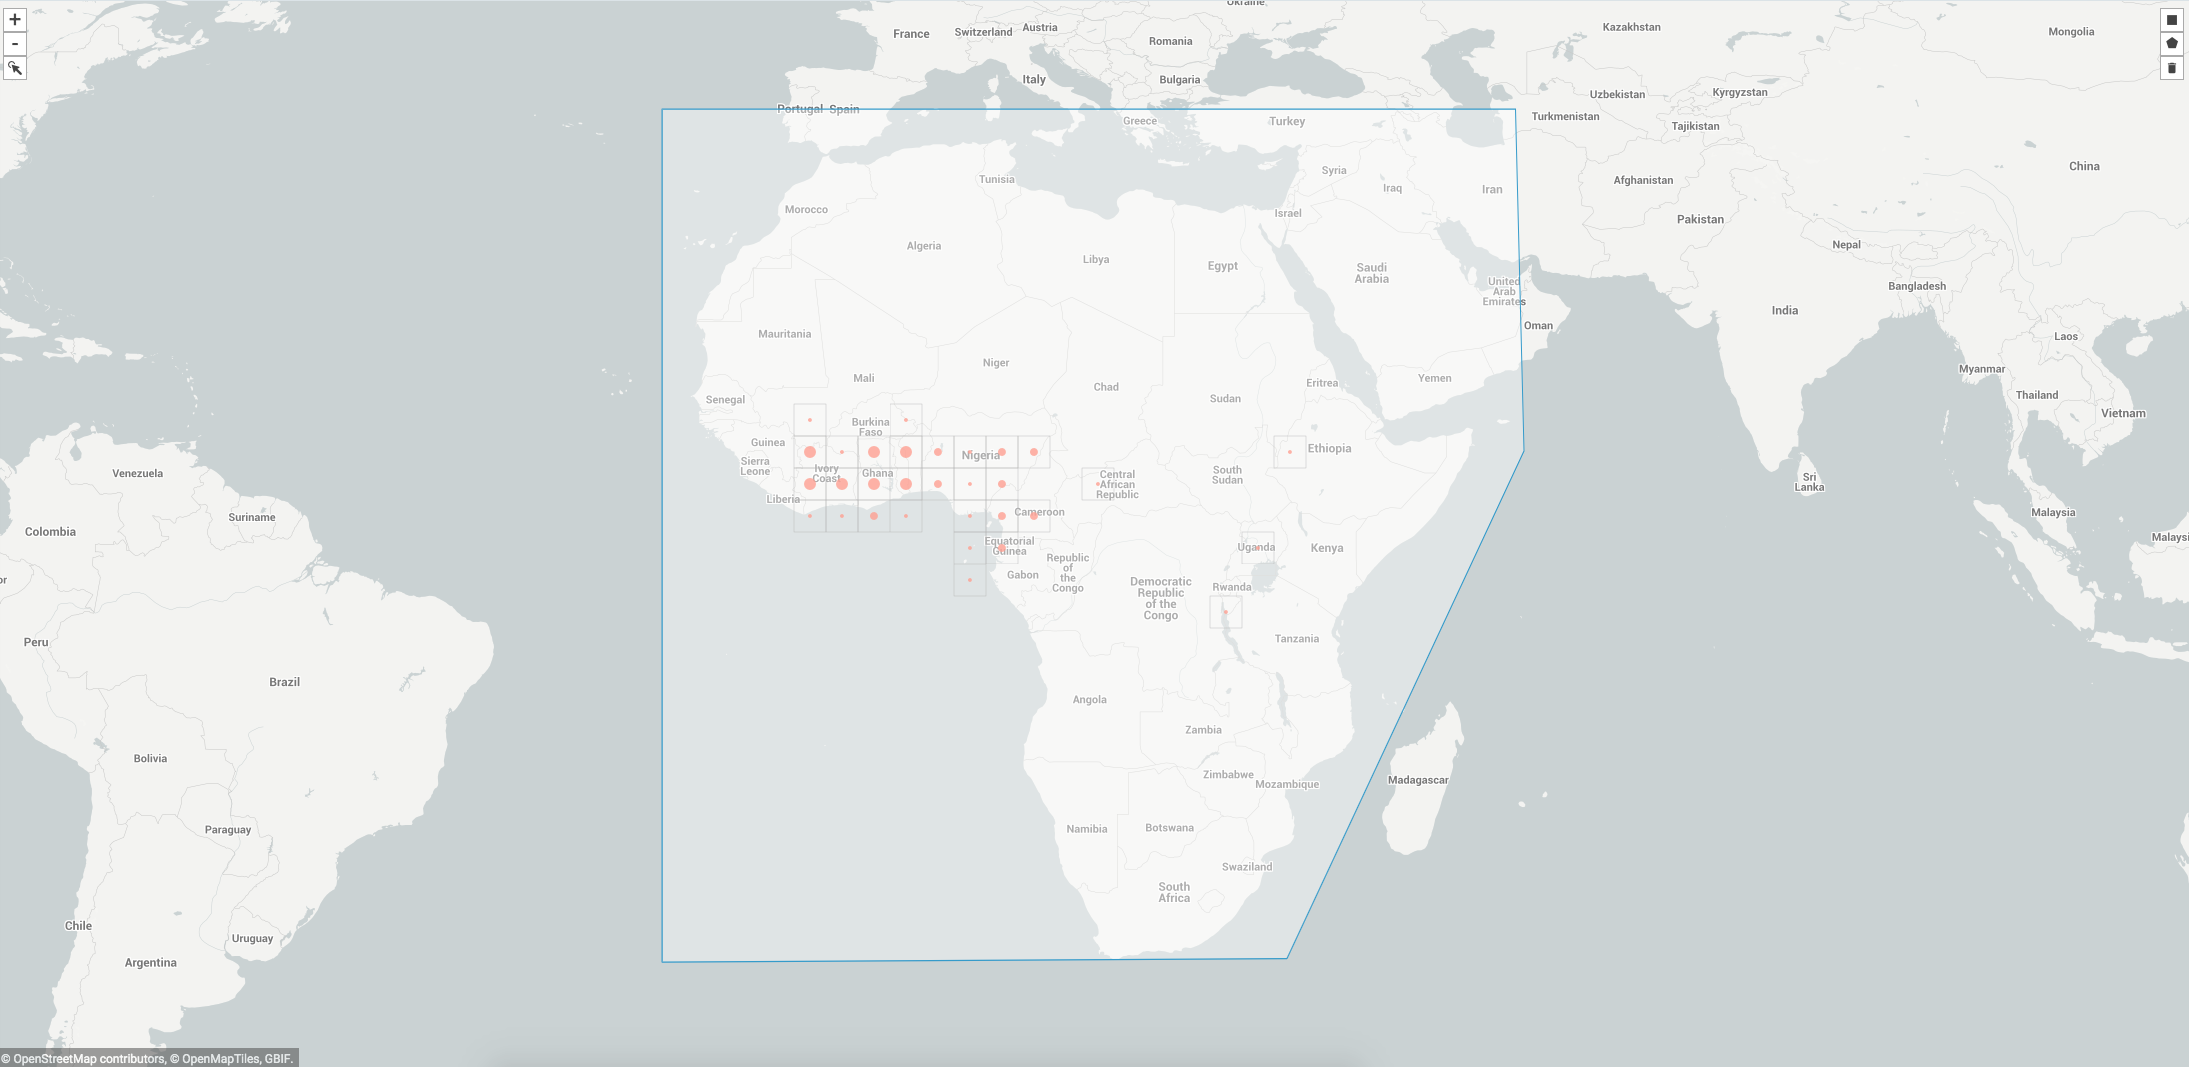 +
-
Ukraine
France
Switzerland
Austria
Romania
Italy
Bulgaria
Kazakhstan
Mongolia
Uzbekistan
Kyrgyzstan
Portugal
Spain
Greece
Turkey
Turkmenistan
Tajikistan
China
Tunisia
Syria
Iraq
Iran
Afghanistan
Pakistan
Morocco
Israel
Algeria
Libya
Egypt
Saudi
Arabia
Nepal
United
Arab
Emirates
Bangladesh
India
Oman
Mauritania
Laos
Niger
Mali
Chad
Sudan
Eritrea
Yemen
Myanmar
Thailand
Vietnam
Senegal
Burkina
Faso
Guinea
Nigeria
Ethiopia
Sierra
Leone
Ivory
Coast
Ghana
Central
African
Republic
South
Sudan
Sri
Lanka
Liberia
Venezuela
Suriname
Colombia
Cameroon
Malaysia
Malaysi
Equatorial
Guinea
Uganda
Kenya
Gabon
Republic
of
the
Congo
Democratic
Republic
of the
Congo
Rwanda
or
Tanzania
Peru
Brazil
Angola
Zambia
Bolivia
Zimbabwe
Mozambique
Madagascar
Paraguay
Namibia
Botswana
Swaziland
South
Africa
Chile
Uruguay
Argentina
© OpenStreetMap contributors, © OpenMapTiles, GBIF.